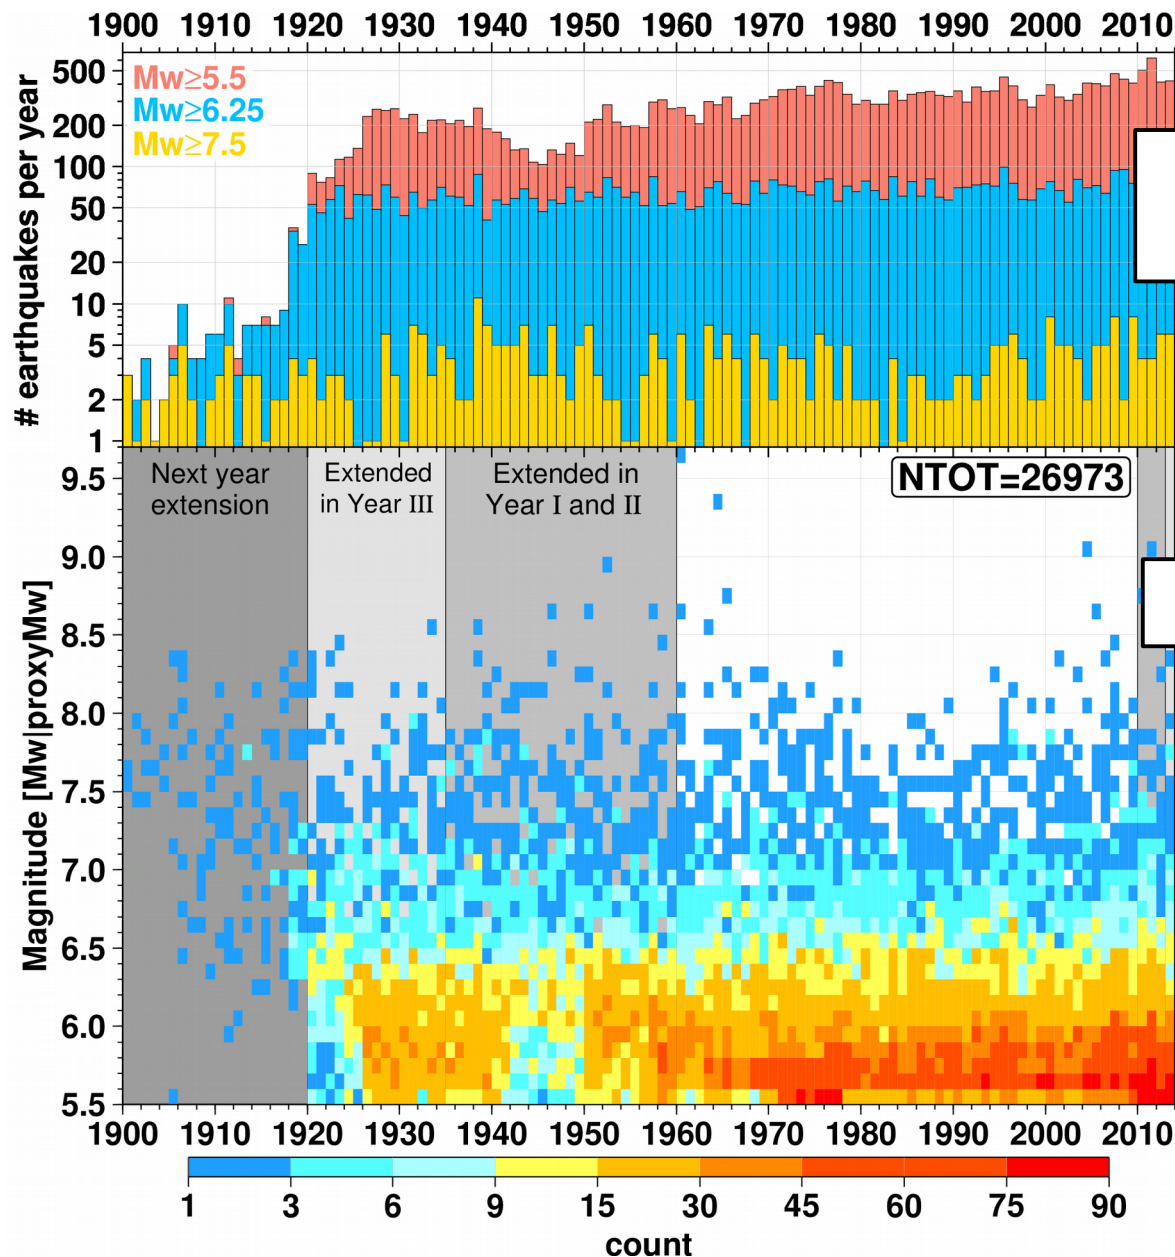 1900 1910 1920 1930 1940 1950 1960 1970 1980 1990 2000 2010
# earthquakes per year
500
200
100
50
20
10
5
2
1
Mw≥5.5
Mw≥6.25
Mw≥7.5
Magnitude [Mw|proxyMw]
9.5
9.0
8.5
8.0
7.5
7.0
6.5
6.0
5.5
Next year
extension
Extended
in Year III
Extended in
Year I and II
NTOT=26973
1900 1910 1920 1930 1940 1950 1960 1970 1980 1990 2000 2010
1 3 6 9 15 30 45 60 75 90
count